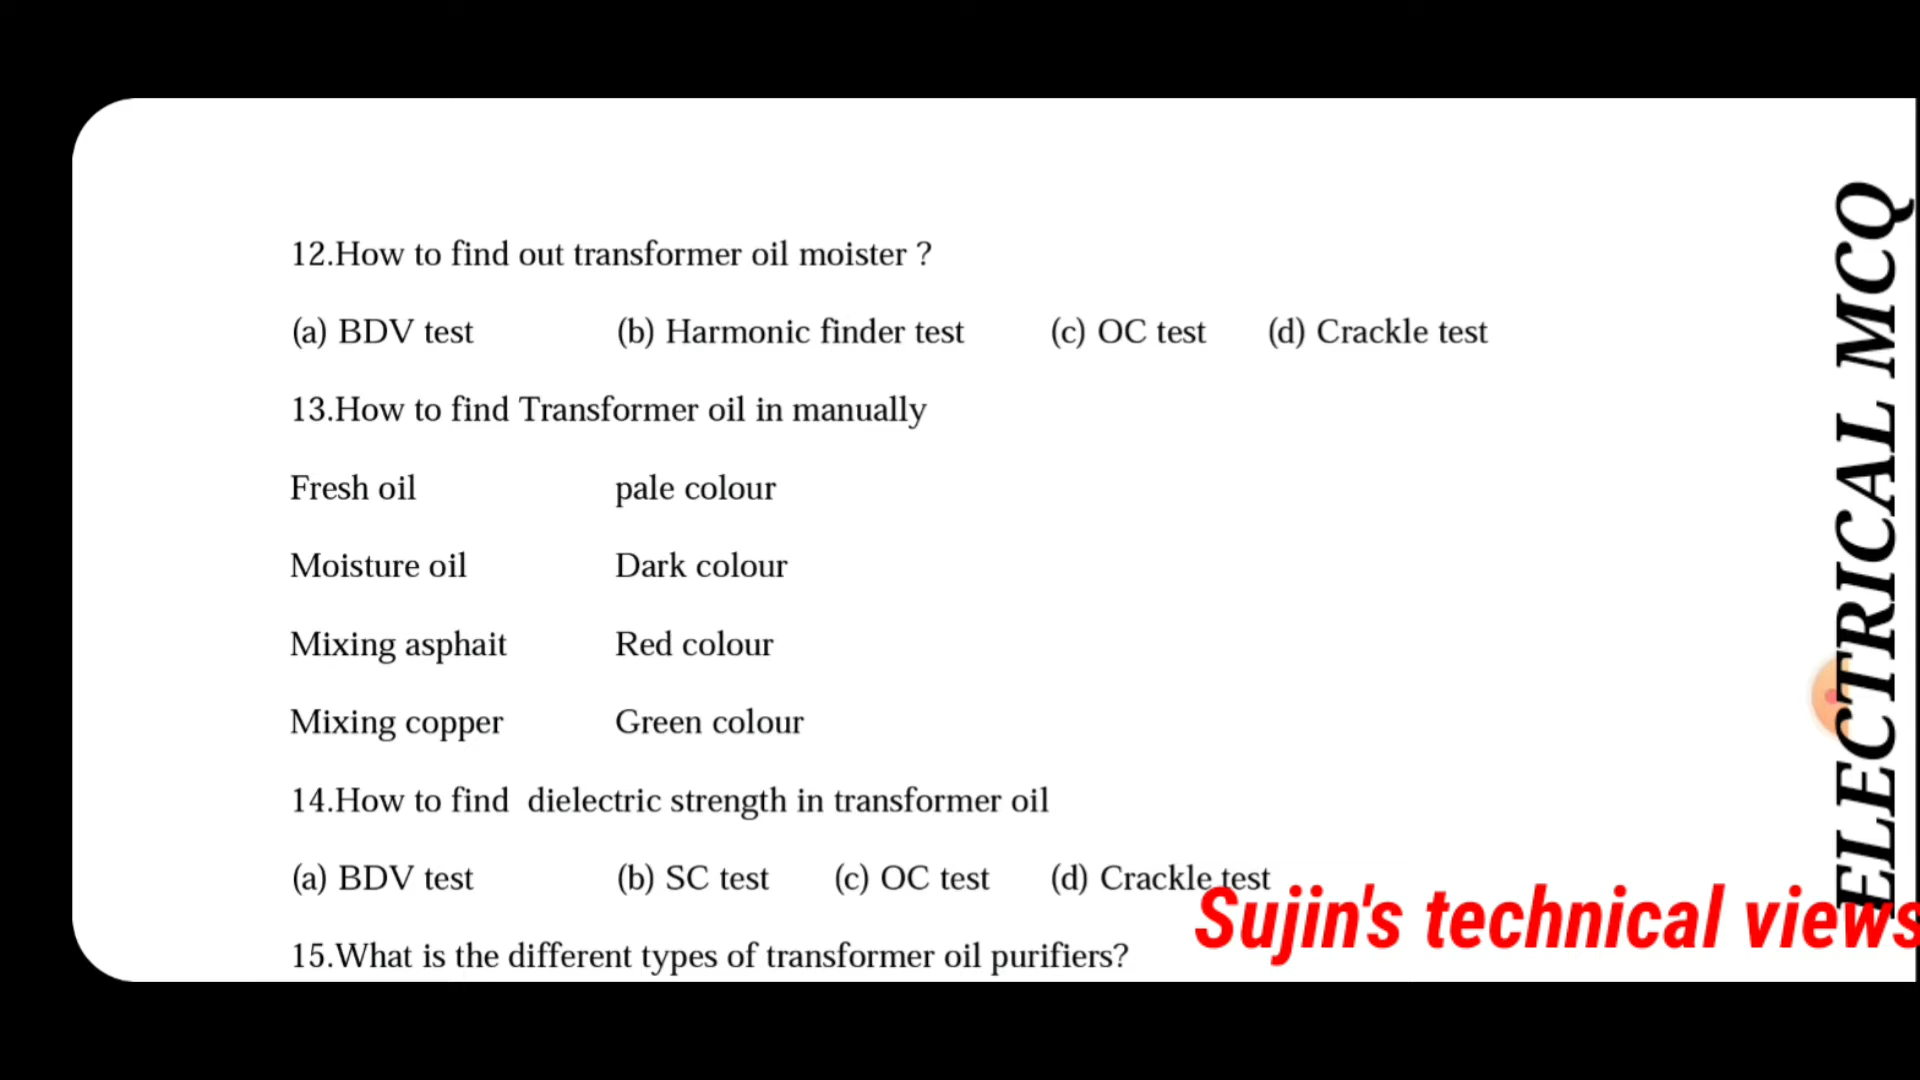 12.How to find out transformer oil moister ?
(a) BDV test (b) Harmonic finder test (c) OC test (d) Crackle test
13.How to find Transformer oil in manually
Fresh oil pale colour
Moisture oil Dark colour
Mixing asphait Red colour
Mixing copper Green colour
14.How to find dielectric strength in transformer oil
(a) BDV test (b) SC test (c) OC test (d) Crackle test
15.What is the different types of transformer oil purifiers?
Sujin's technical views
ELECTRICAL MCQ